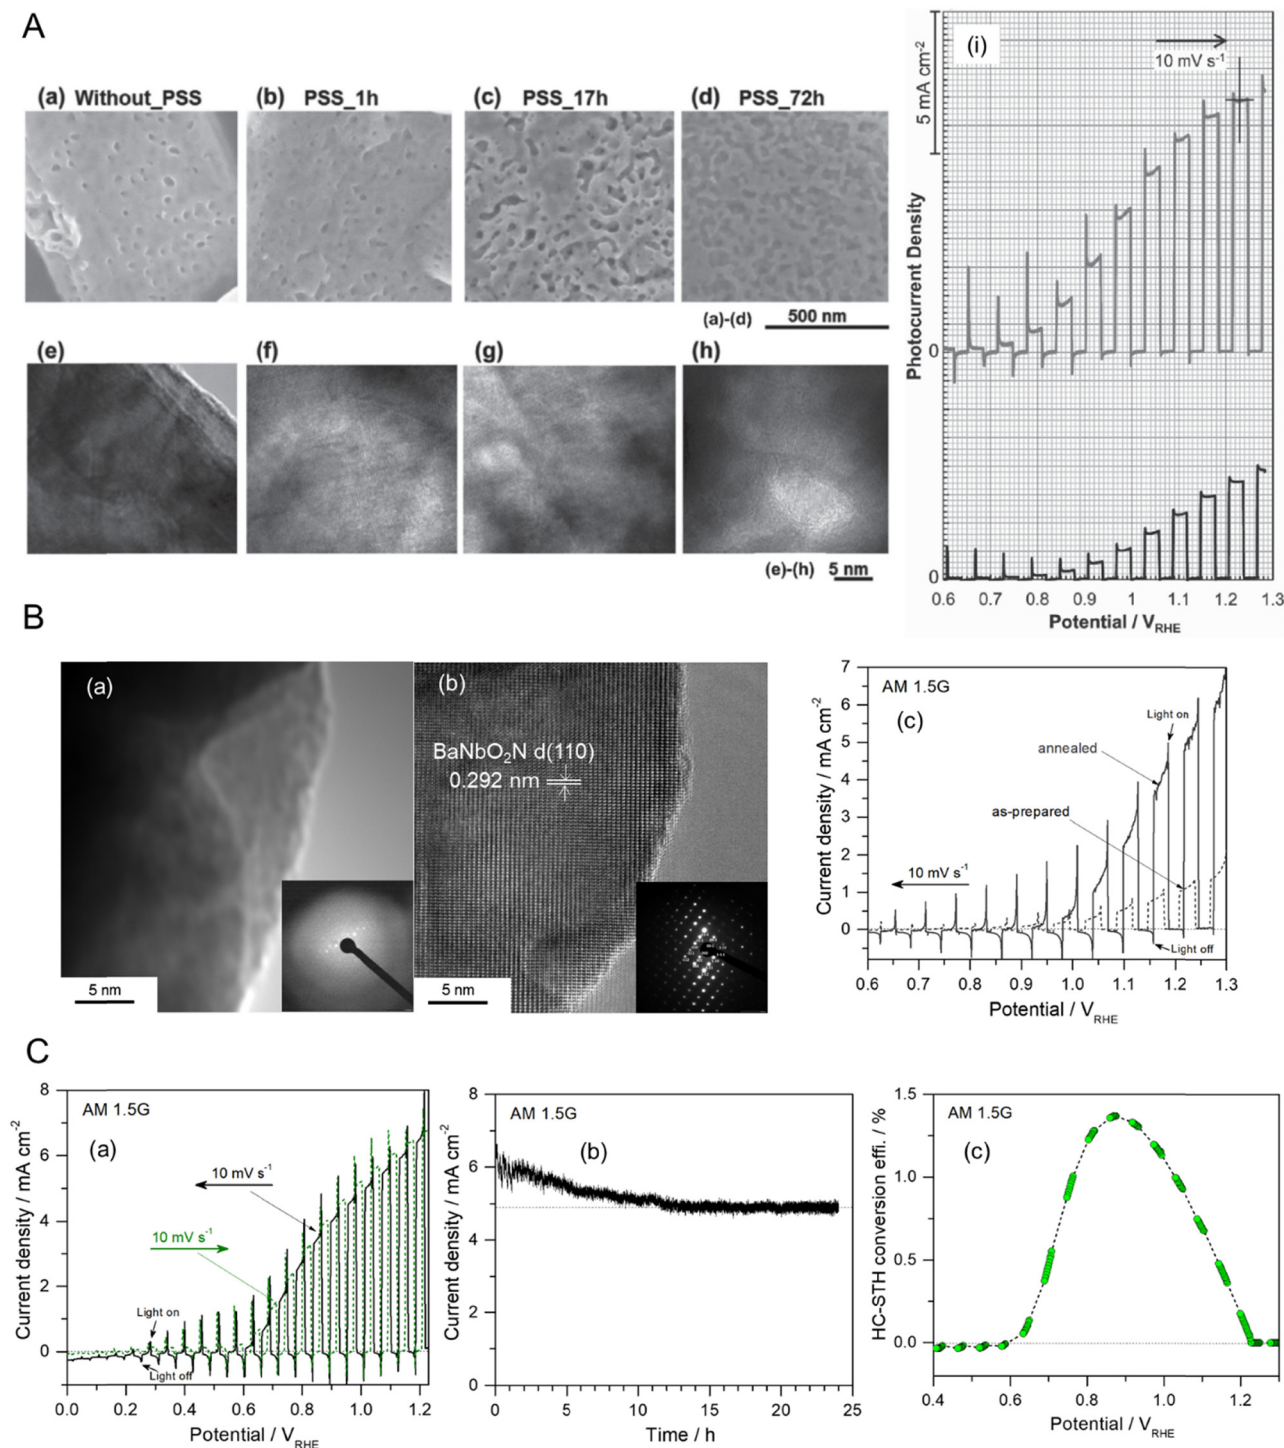 A
(a) Without_PSS
(b) PSS_1h
(c) PSS_17h
(d) PSS_72h
(a)-(d) 500 nm
(e)
(f)
(g)
(h)
(e)-(h) 5 nm
(i)
10 mV s-1
5 mA cm-2
Photocurrent Density
0
0
0.6 0.7 0.8 0.9 1 1.1 1.2 1.3
Potential / VRHE
B
(a)
5 nm
(b)
BaNbO2N d(110)
0.292 nm
5 nm
AM 1.5G
(c)
Light on
annealed
as-prepared
10 mV s-1
Light off
Current density / mA cm-2
7
6
5
4
3
2
1
0
0.6 0.7 0.8 0.9 1.0 1.1 1.2 1.3
Potential / VRHE
C
AM 1.5G
(a)
10 mV s-1
10 mV s-1
Light on
Light off
Current density / mA cm-2
8
6
4
2
0
0.0 0.2 0.4 0.6 0.8 1.0 1.2
Potential / VRHE
AM 1.5G
(b)
Current density / mA cm-2
8
6
4
2
0
0 5 10 15 20 25
Time / h
AM 1.5G
(c)
HC-STH conversion effi. / %
1.5
1.0
0.5
0.0
0.4 0.6 0.8 1.0 1.2
Potential / VRHE